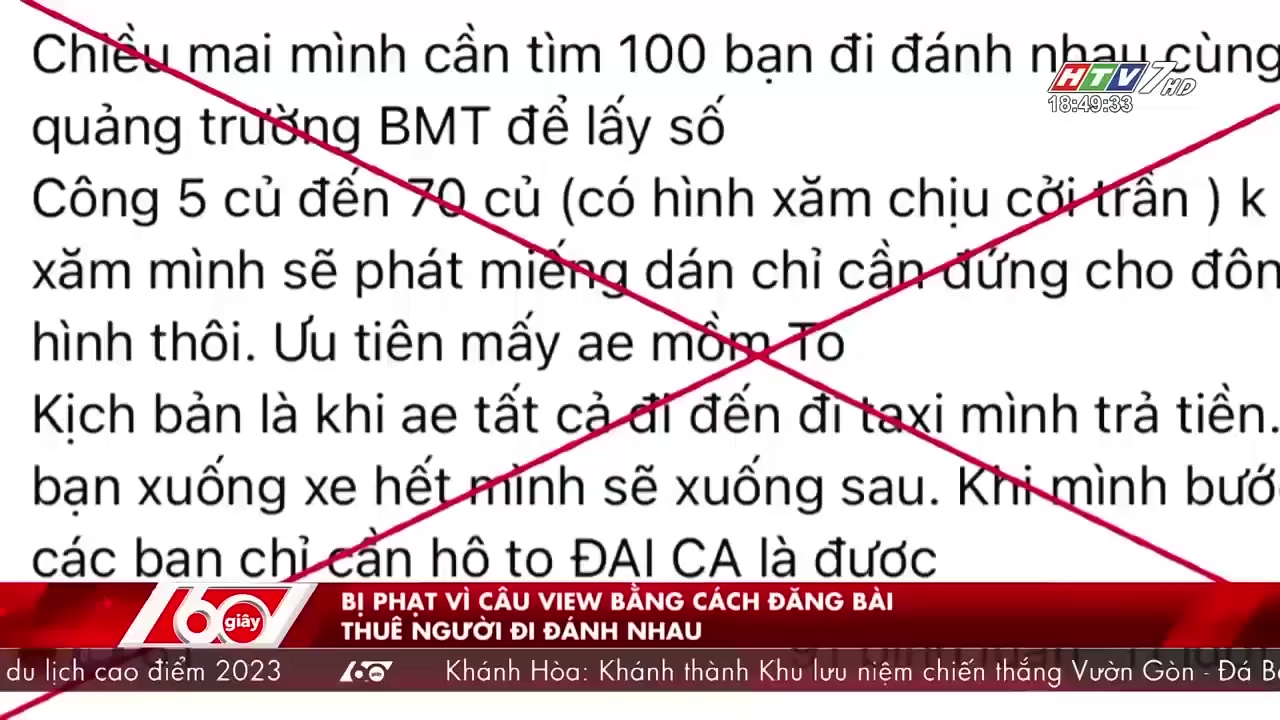 Chiều mai mình cần tìm 100 bạn đi đánh nhau cùng
quảng trường BMT để lấy số
Công 5 củ đến 70 củ (có hình xăm chịu cởi trần ) k
xăm mình sẽ phát miếng dán chỉ cần đứng cho đôn
hình thôi. Ưu tiên mấy ae mồm To
Kịch bản là khi ae tất cả đi đến đi taxi mình trả tiền.
bạn xuống xe hết mình sẽ xuống sau. Khi mình bướ
các bạn chỉ cần hô to ĐẠI CA là được
HTV7 HD
18:49:33
60 giây
BỊ PHẠT VÌ CÂU VIEW BẰNG CÁCH ĐĂNG BÀI
THUÊ NGƯỜI ĐI ĐÁNH NHAU
du lịch cao điểm 2023 60 giây Khánh Hòa: Khánh thành Khu lưu niệm chiến thắng Vườn Gòn - Đá B